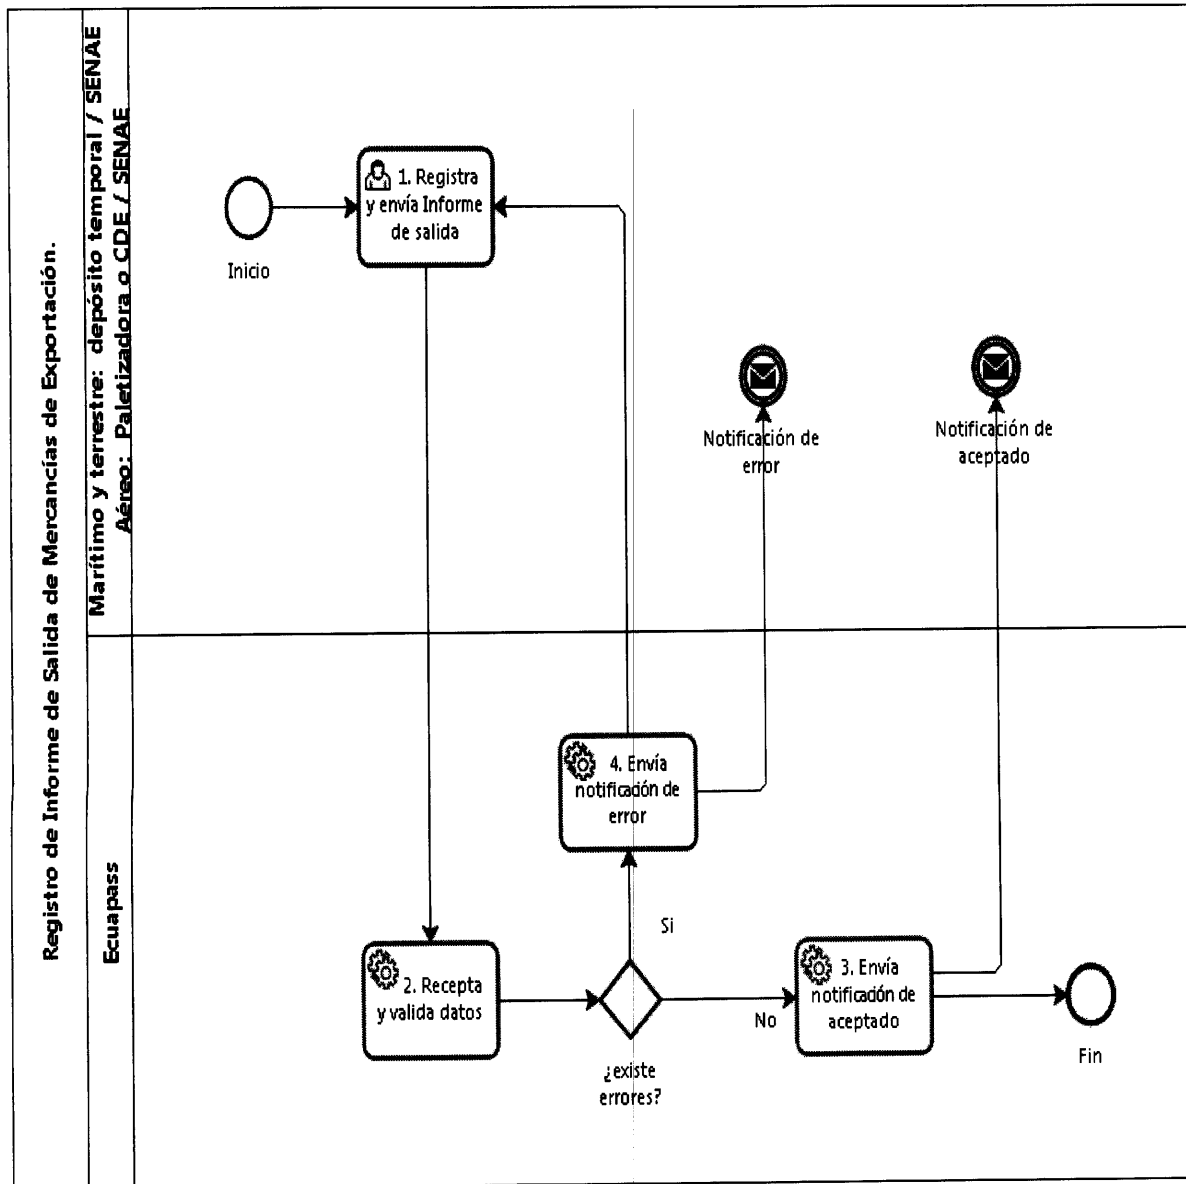 Registro de Informe de Salida de Mercancías de Exportación.
Marítimo y terrestre: depósito temporal / SENAE
Aéreo: Paletizadora o CDE / SENAE
Ecuapass
Inicio
1. Registra
y envía Informe
de salida
Notificación de
error
Notificación de
aceptado
4. Envía
notificación de
error
Si
2. Recepta
y valida datos
¿existe
errores?
No
3. Envía
notificación de
aceptado
Fin